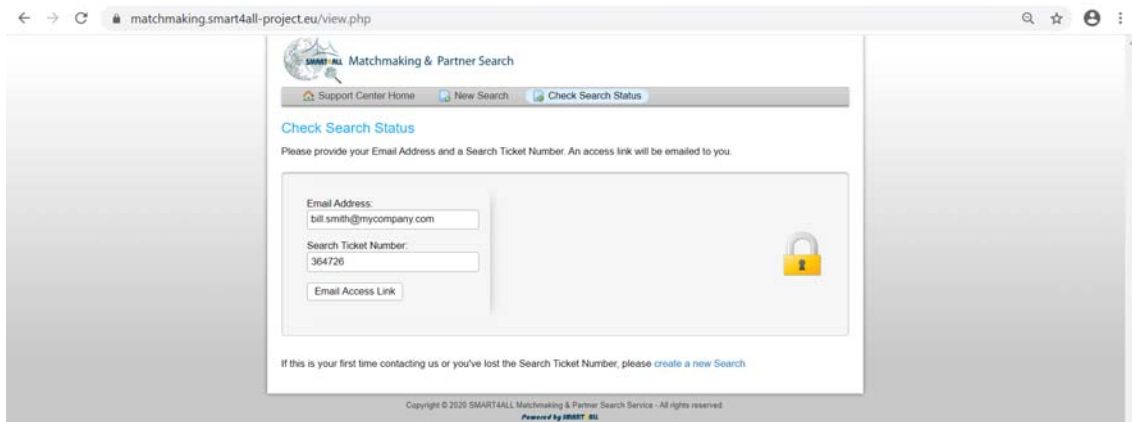 matchmaking.smart4all-project.eu/view.php
SMART4ALL Matchmaking & Partner Search
Support Center Home New Search Check Search Status
Check Search Status
Please provide your Email Address and a Search Ticket Number. An access link will be emailed to you.
Email Address:
bill.smith@mycompany.com
Search Ticket Number:
364726
Email Access Link
If this is your first time contacting us or you've lost the Search Ticket Number, please create a new Search
Copyright © 2020 SMART4ALL Matchmaking & Partner Search Service - All rights reserved.
Powered by SMART4ALL